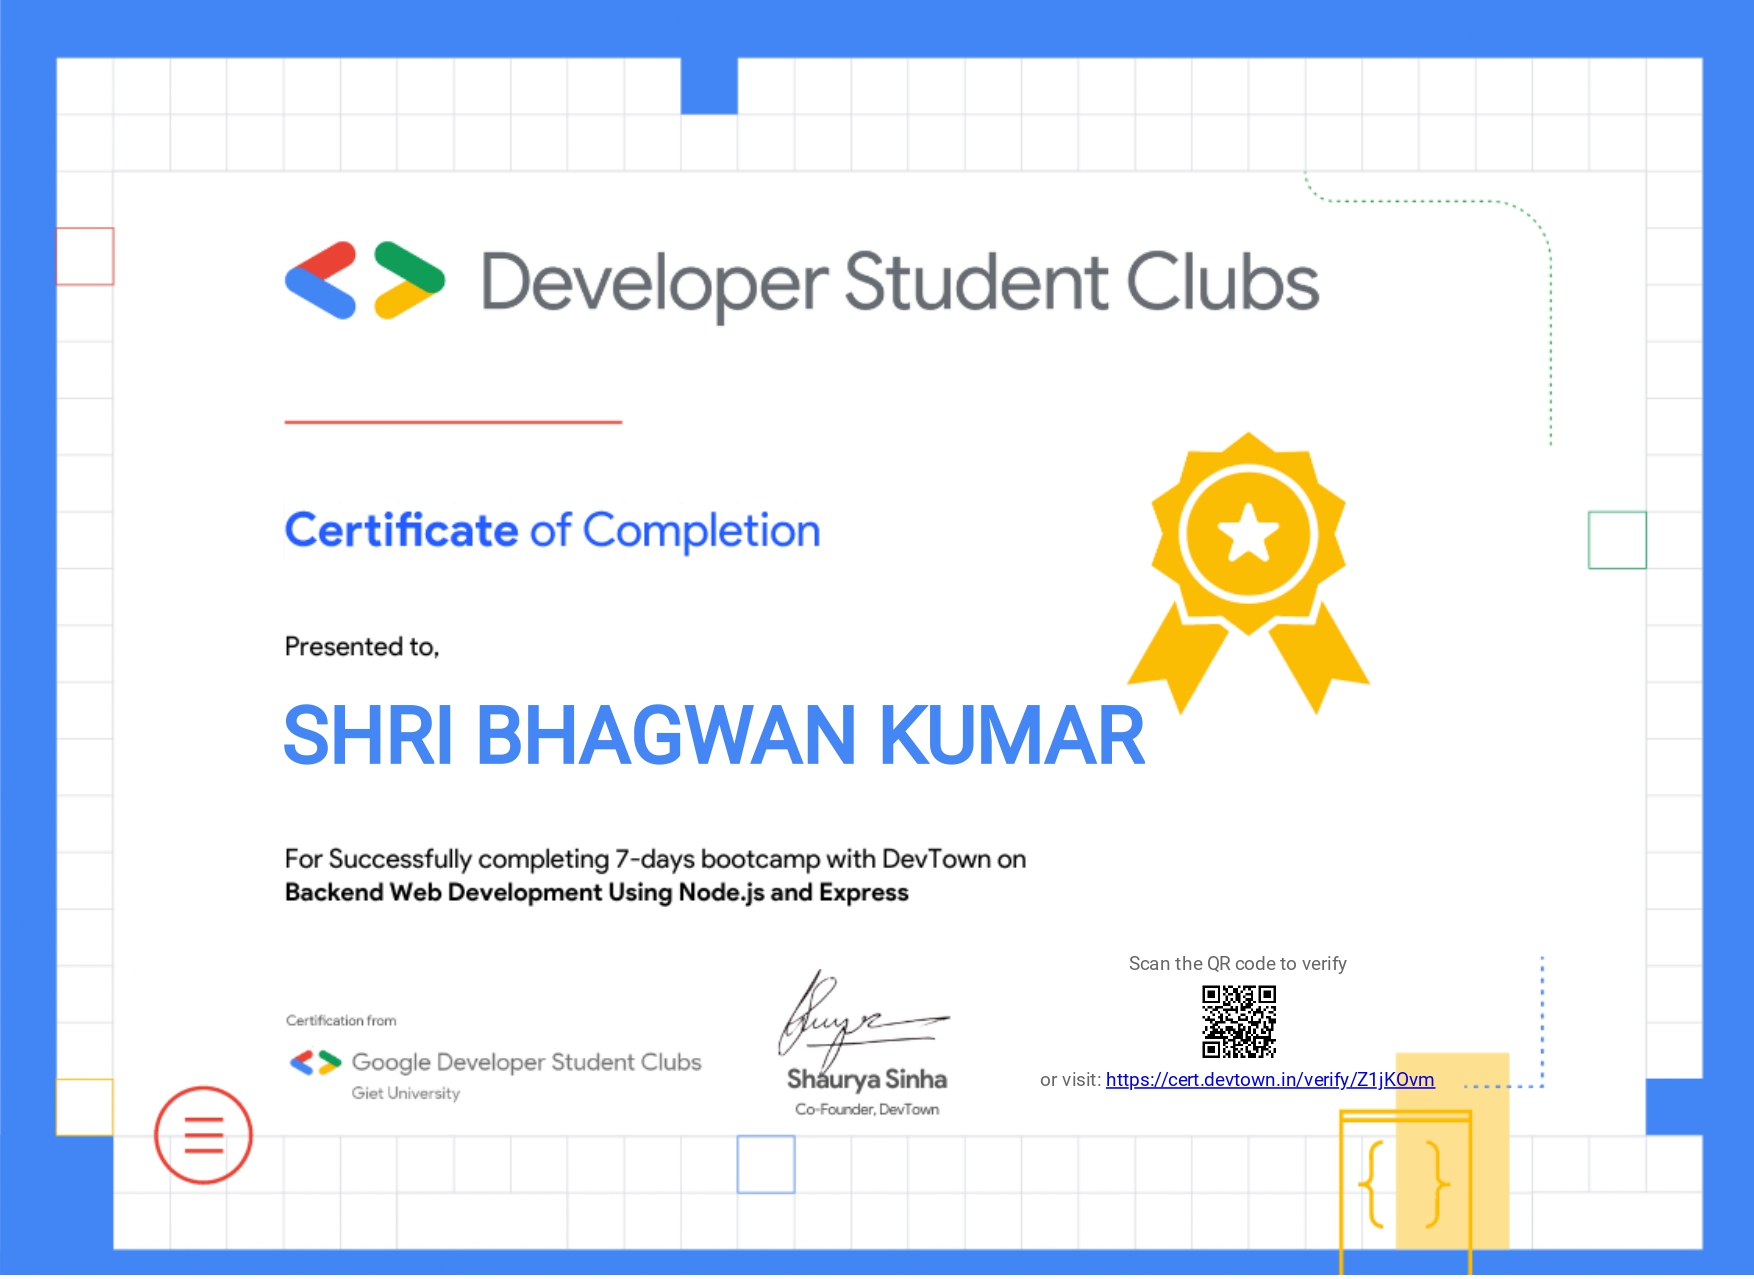 Developer Student Clubs
Certificate of Completion
Presented to,
SHRI BHAGWAN KUMAR
For Successfully completing 7-days bootcamp with DevTown on
Backend Web Development Using Node.js and Express
Certification from
Google Developer Student Clubs
Giet University
Shaurya Sinha
Co-Founder, DevTown
Scan the QR code to verify
or visit: https://cert.devtown.in/verify/Z1jKOvm
{ }